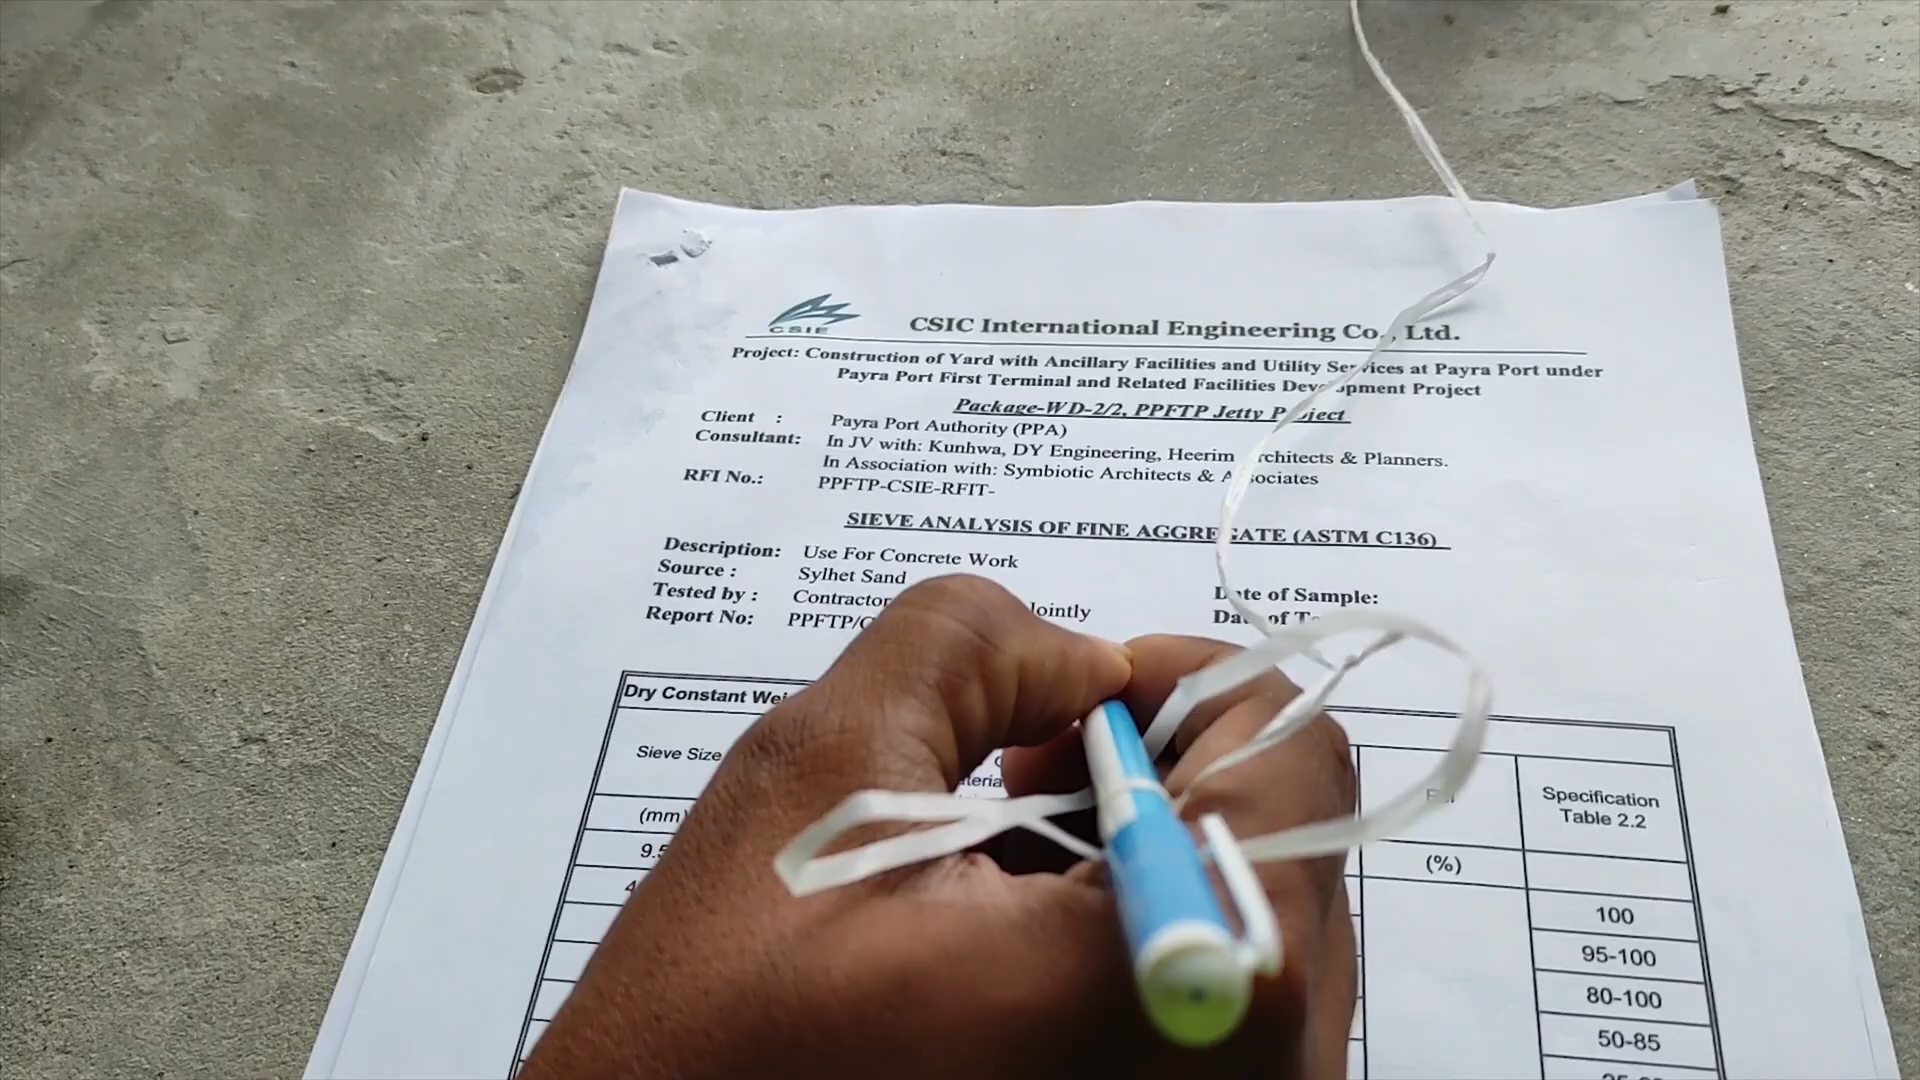 CSIE
CSIC International Engineering Co., Ltd.
Project: Construction of Yard with Ancillary Facilities and Utility Services at Payra Port under
Payra Port First Terminal and Related Facilities Development Project
Package-WD-2/2, PPFTP Jetty Project
Client : Payra Port Authority (PPA)
Consultant: In JV with: Kunhwa, DY Engineering, Heerim Architects & Planners.
In Association with: Symbiotic Architects & Associates
RFI No.: PPFTP-CSIE-RFIT-
SIEVE ANALYSIS OF FINE AGGREGATE (ASTM C136)
Description: Use For Concrete Work
Source : Sylhet Sand
Tested by : Contractor Jointly
Date of Sample:
Report No: PPFTP/
Date of
Dry Constant
Sieve Size
Specification
Table 2.2
(mm)
(%)
100
95-100
80-100
50-85